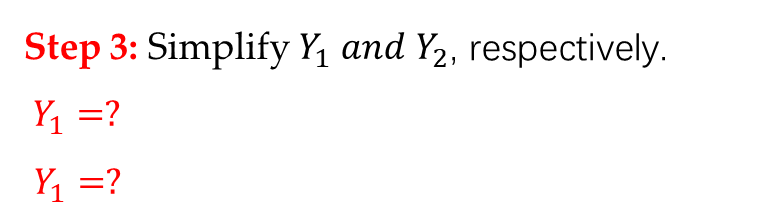 Step 3: Simplify Y₁ and Y₂, respectively.
Y₁ =?
Y₁ =?